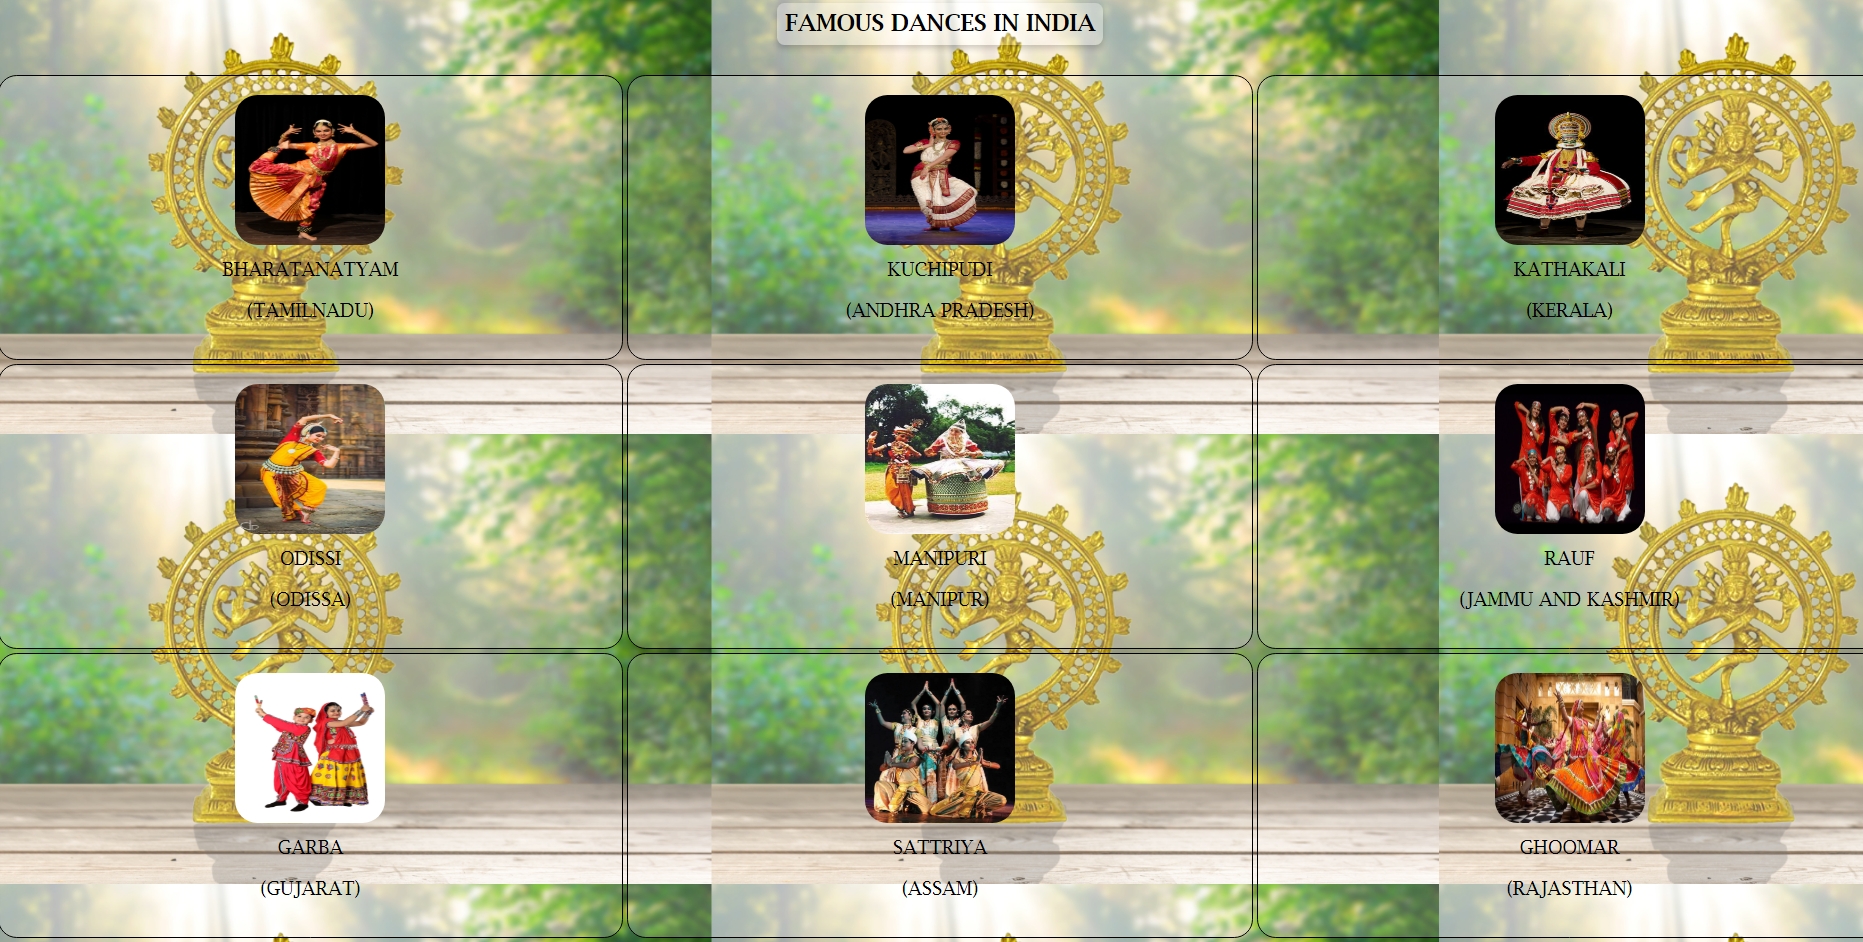 FAMOUS DANCES IN INDIA
BHARATANATYAM
(TAMILNADU)
KUCHIPUDI
(ANDHRA PRADESH)
KATHAKALI
(KERALA)
ODISSI
(ODISSA)
MANIPURI
(MANIPUR)
RAUF
(JAMMU AND KASHMIR)
GARBA
(GUJARAT)
SATTRIYA
(ASSAM)
GHOOMAR
(RAJASTHAN)